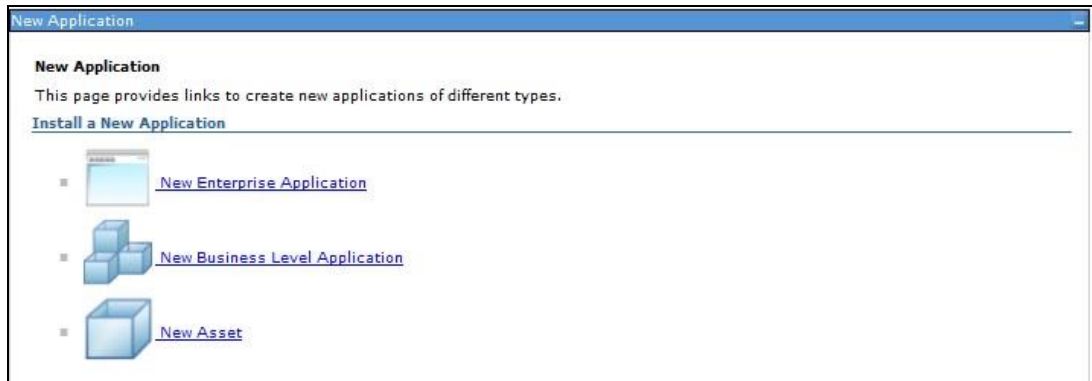 New Application
New Application
This page provides links to create new applications of different types.
Install a New Application
New Enterprise Application
New Business Level Application
New Asset